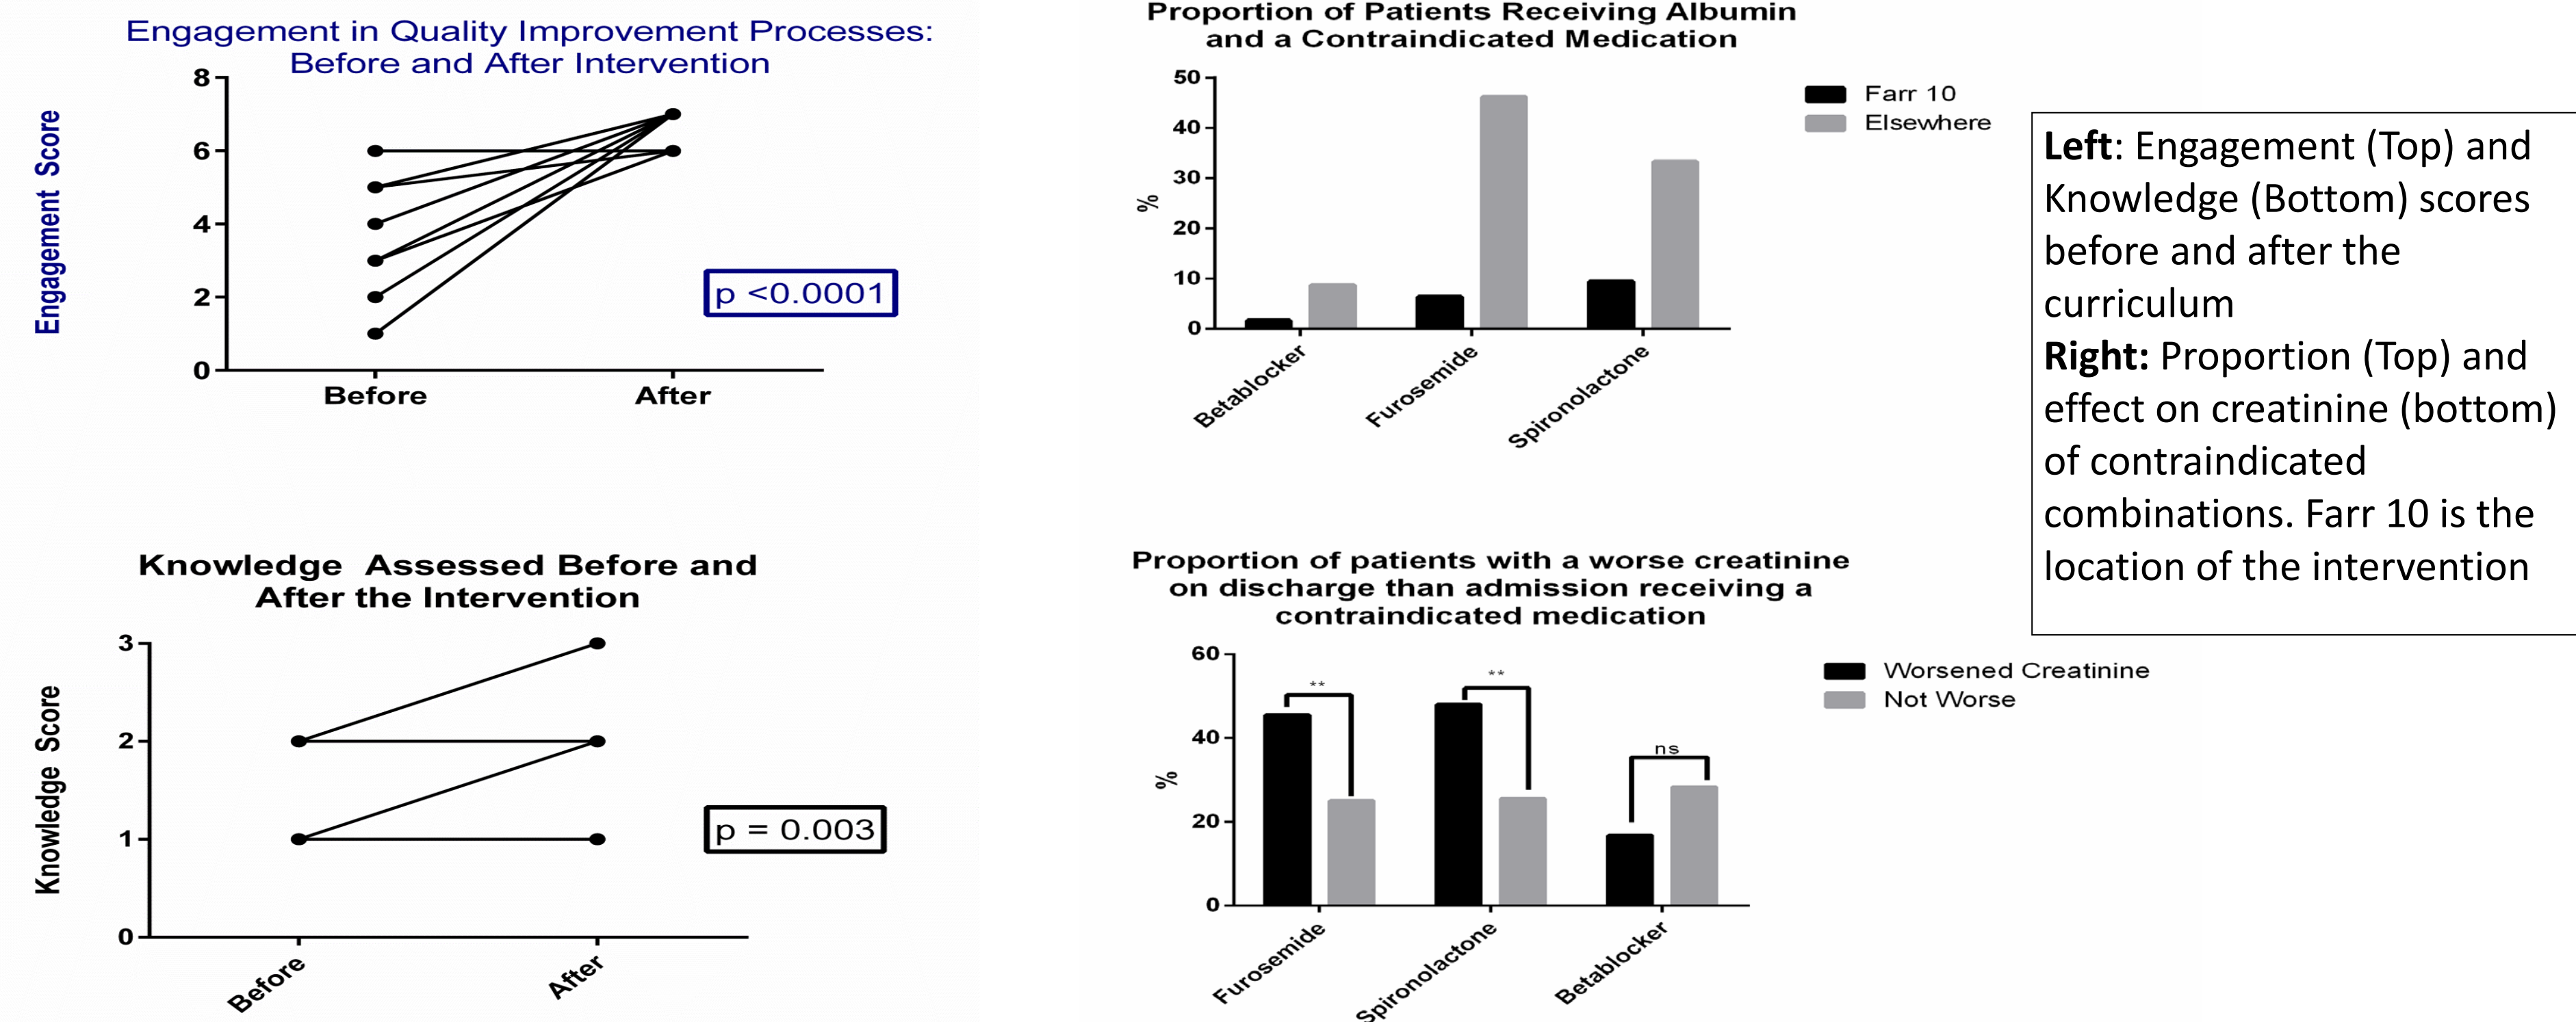 Engagement in Quality Improvement Processes:
Before and After Intervention
Engagement Score
8
6
4
2
0
Before
After
p <0.0001
Proportion of Patients Receiving Albumin
and a Contraindicated Medication
%
50
40
30
20
10
0
Betablocker
Furosemide
Spironolactone
Farr 10
Elsewhere
Left: Engagement (Top) and
Knowledge (Bottom) scores
before and after the
curriculum
Right: Proportion (Top) and
effect on creatinine (bottom)
of contraindicated
combinations. Farr 10 is the
location of the intervention
Knowledge Assessed Before and
After the Intervention
Knowledge Score
3
2
1
0
Before
After
p = 0.003
Proportion of patients with a worse creatinine
on discharge than admission receiving a
contraindicated medication
%
60
40
20
0
**
**
ns
Furosemide
Spironolactone
Betablocker
Worsened Creatinine
Not Worse